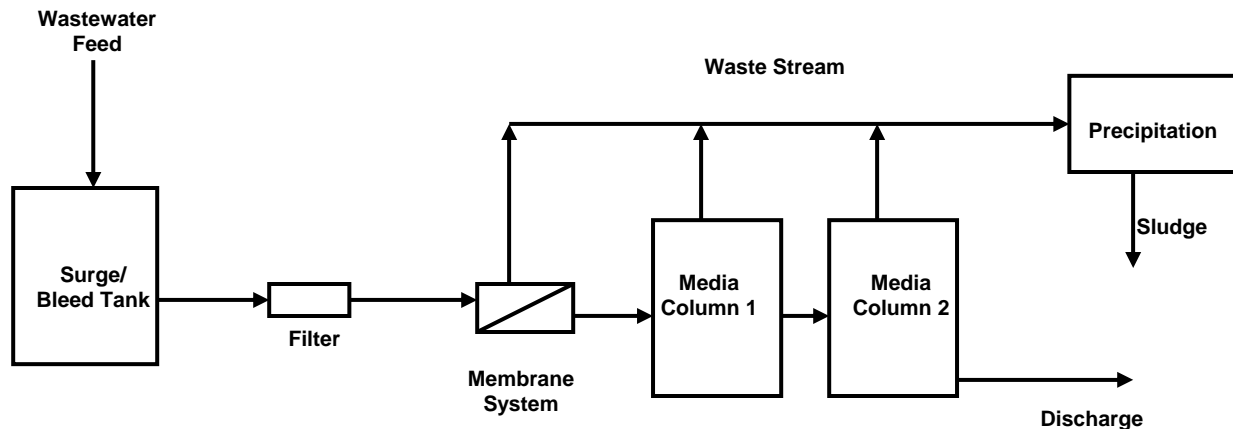 Wastewater
Feed
Waste Stream
Precipitation
Sludge
Surge/
Bleed Tank
Filter
Membrane
System
Media
Column 1
Media
Column 2
Discharge